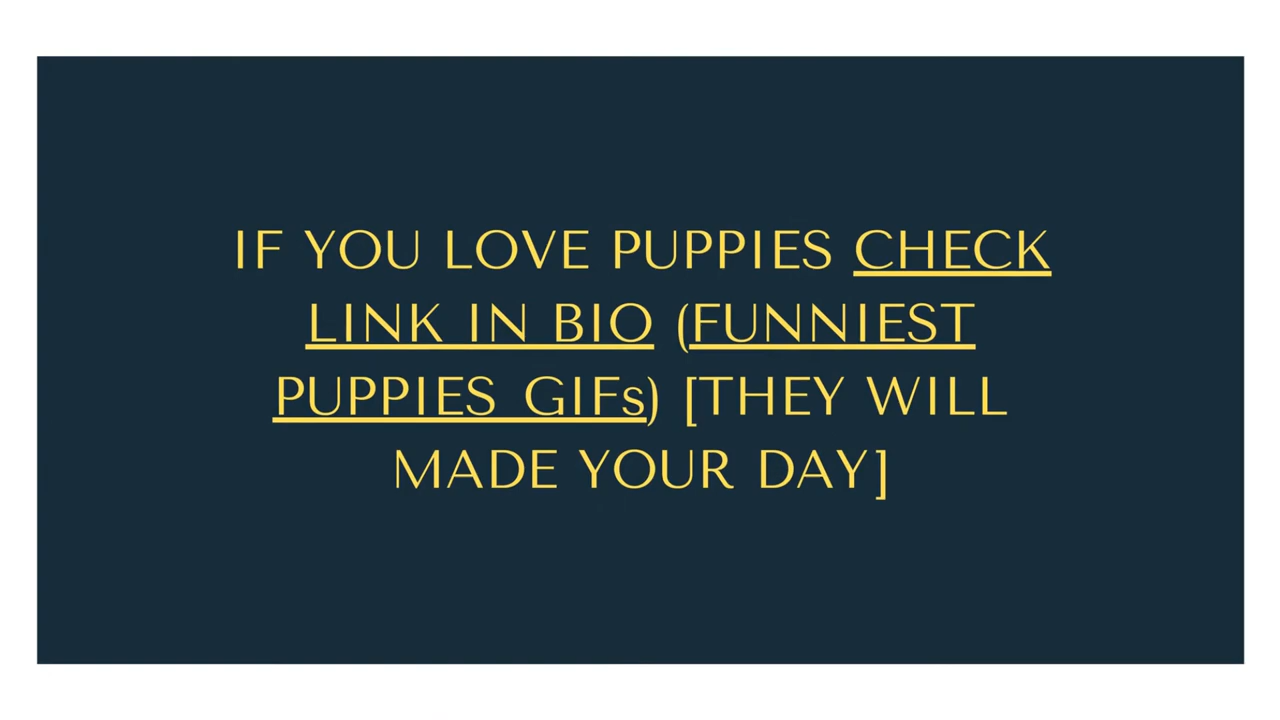 IF YOU LOVE PUPPIES CHECK
LINK IN BIO (FUNNIEST
PUPPIES GIFs) [THEY WILL
MADE YOUR DAY]